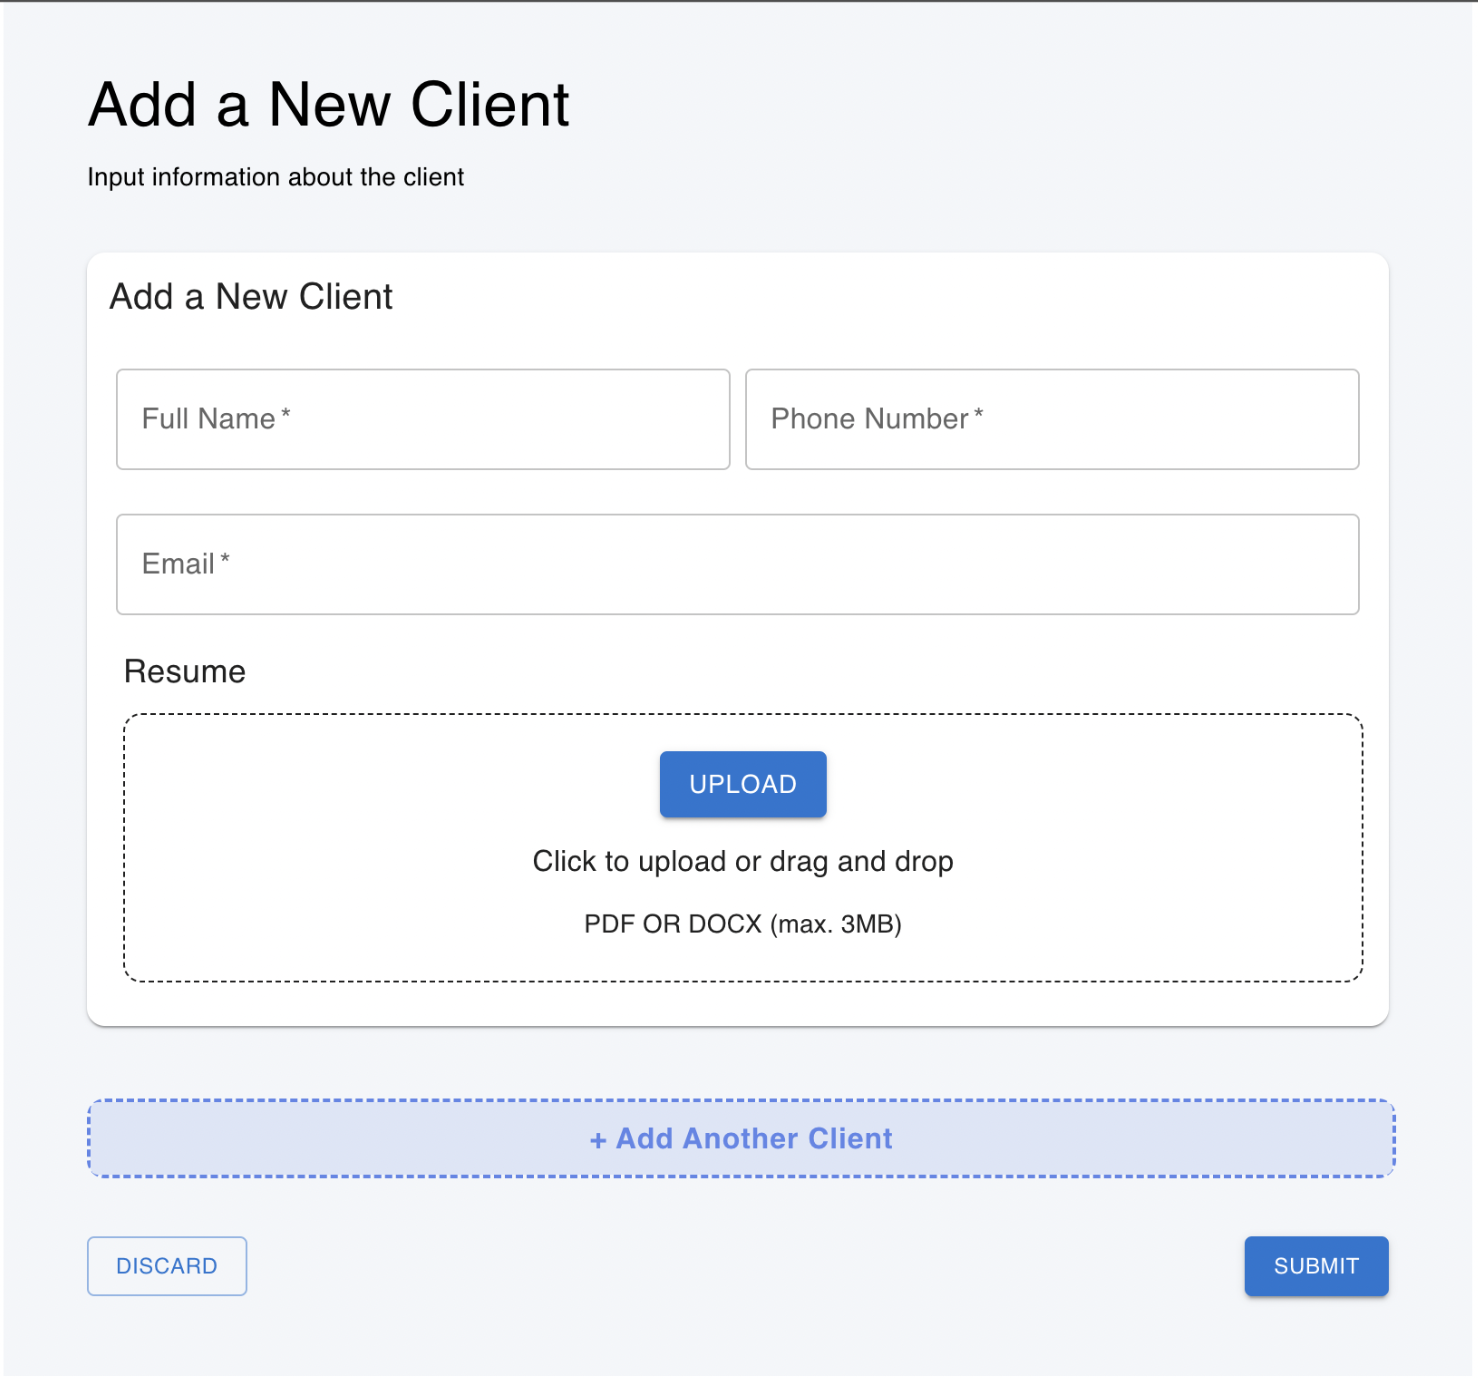 Add a New Client
Input information about the client
Add a New Client
Full Name *
Phone Number *
Email *
Resume
UPLOAD
Click to upload or drag and drop
PDF OR DOCX (max. 3MB)
+ Add Another Client
DISCARD
SUBMIT